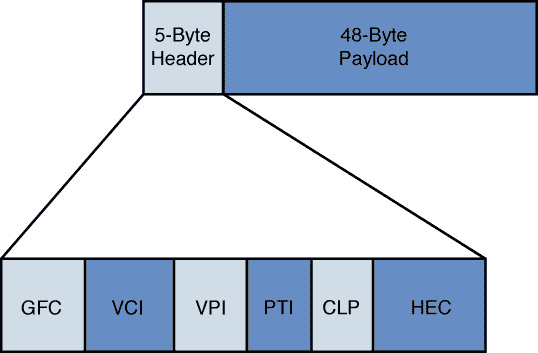 5-Byte
Header
48-Byte
Payload
GFC
VCI
VPI
PTI
CLP
HEC